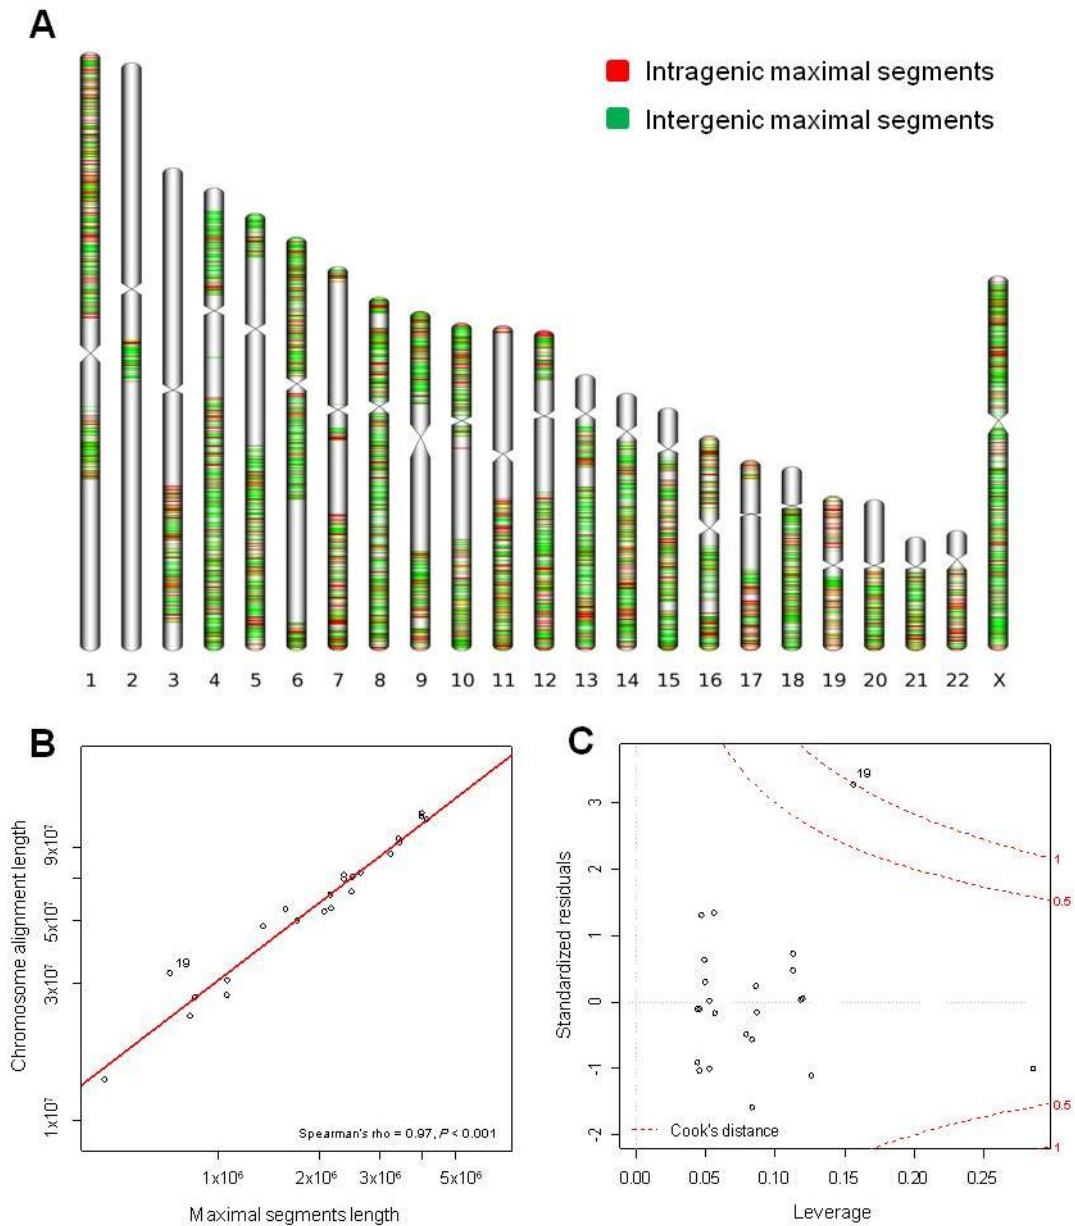 A
Intragenic maximal segments
Intergenic maximal segments
1 2 3 4 5 6 7 8 9 10 11 12 13 14 15 16 17 18 19 20 21 22 X
B
Chromosome alignment length
9x10⁷
5x10⁷
3x10⁷
1x10⁷
19
Spearman's rho = 0.97, P < 0.001
1x10⁶ 2x10⁶ 3x10⁶ 5x10⁶
Maximal segments length
C
Standardized residuals
3
2
1
0
-1
-2
19
1
0.5
0.5
1
Cook's distance
0.00 0.05 0.10 0.15 0.20 0.25
Leverage